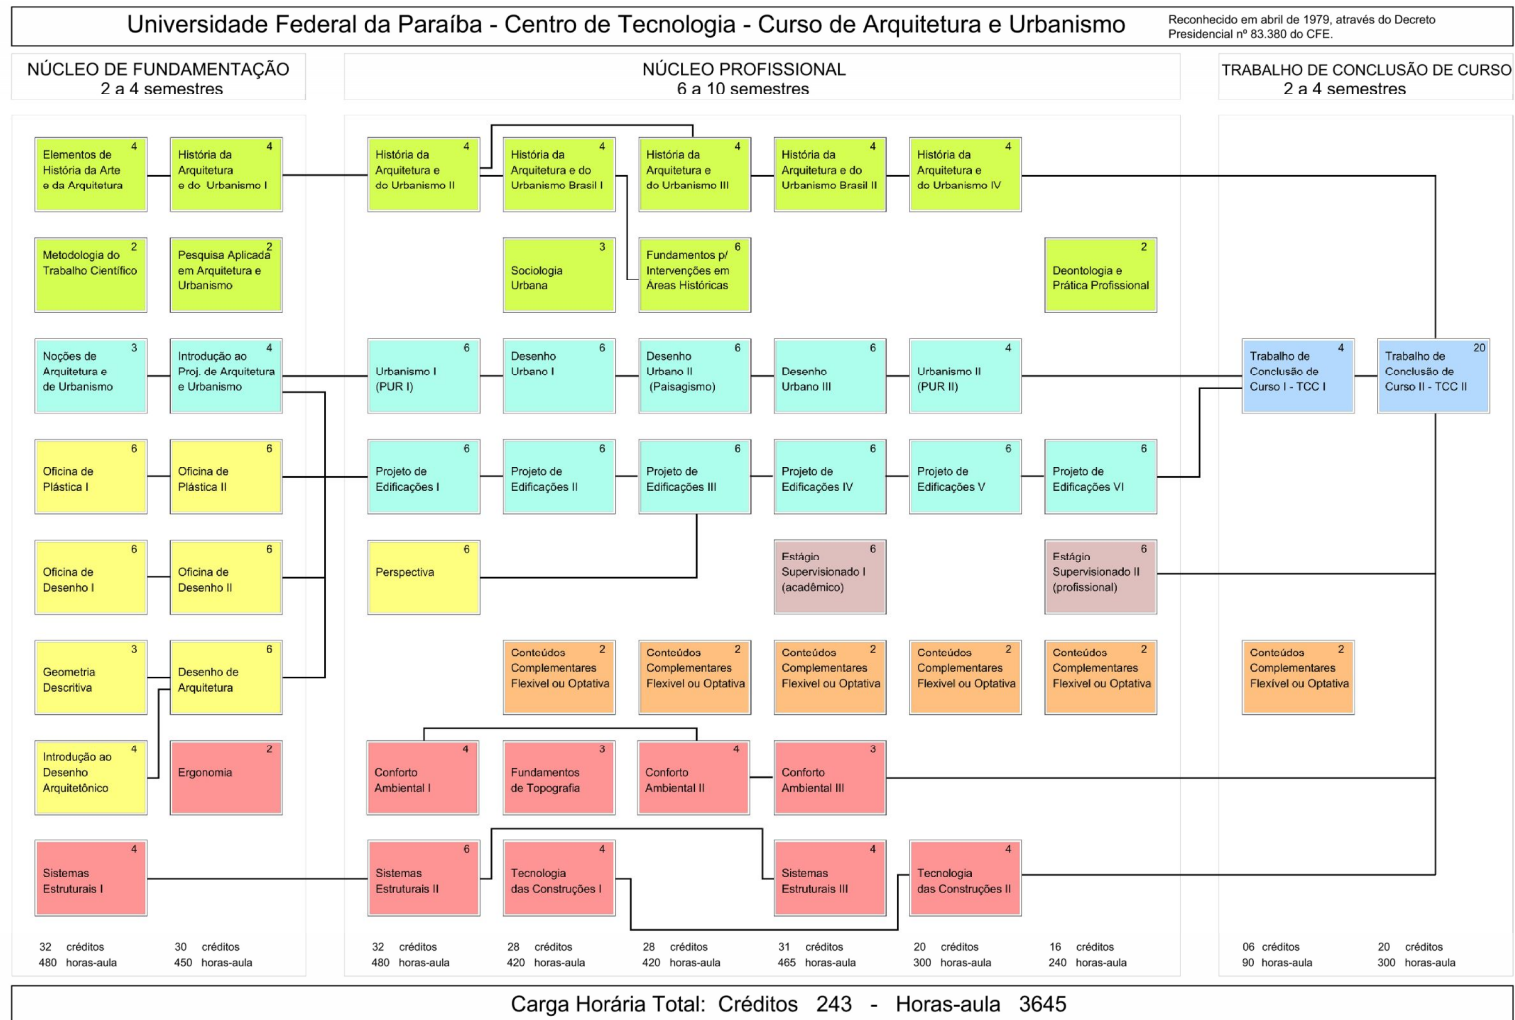 Universidade Federal da Paraíba - Centro de Tecnologia - Curso de Arquitetura e Urbanismo
Reconhecido em abril de 1979, através do Decreto
Presidencial nº 83.380 do CFE.
NÚCLEO DE FUNDAMENTAÇÃO
2 a 4 semestres
NÚCLEO PROFISSIONAL
6 a 10 semestres
TRABALHO DE CONCLUSÃO DE CURSO
2 a 4 semestres
4
Elementos de
História da Arte
e da Arquitetura
4
História da
Arquitetura
e do Urbanismo I
4
História da
Arquitetura e
do Urbanismo II
4
História da
Arquitetura e do
Urbanismo Brasil I
4
História da
Arquitetura e
do Urbanismo III
4
História da
Arquitetura e do
Urbanismo Brasil II
4
História da
Arquitetura e
do Urbanismo IV
2
Metodologia do
Trabalho Científico
2
Pesquisa Aplicada
em Arquitetura e
Urbanismo
3
Sociologia
Urbana
6
Fundamentos p/
Intervenções em
Áreas Históricas
2
Deontologia e
Prática Profissional
3
Noções de
Arquitetura e
de Urbanismo
4
Introdução ao
Proj. de Arquitetura
e Urbanismo
6
Urbanismo I
(PUR I)
6
Desenho
Urbano I
6
Desenho
Urbano II
(Paisagismo)
6
Desenho
Urbano III
4
Urbanismo II
(PUR II)
4
Trabalho de
Conclusão de
Curso I - TCC I
20
Trabalho de
Conclusão de
Curso II - TCC II
6
Oficina de
Plástica I
6
Oficina de
Plástica II
6
Projeto de
Edificações I
6
Projeto de
Edificações II
6
Projeto de
Edificações III
6
Projeto de
Edificações IV
6
Projeto de
Edificações V
6
Projeto de
Edificações VI
6
Oficina de
Desenho I
6
Oficina de
Desenho II
6
Perspectiva
6
Estágio
Supervisionado I
(acadêmico)
6
Estágio
Supervisionado II
(profissional)
3
Geometria
Descritiva
6
Desenho de
Arquitetura
2
Conteúdos
Complementares
Flexivel ou Optativa
2
Conteúdos
Complementares
Flexivel ou Optativa
2
Conteúdos
Complementares
Flexivel ou Optativa
2
Conteúdos
Complementares
Flexivel ou Optativa
2
Conteúdos
Complementares
Flexivel ou Optativa
2
Conteúdos
Complementares
Flexível ou Optativa
4
Introdução ao
Desenho
Arquitetônico
2
Ergonomia
4
Conforto
Ambiental I
3
Fundamentos
de Topografia
4
Conforto
Ambiental II
3
Conforto
Ambiental III
4
Sistemas
Estruturais I
6
Sistemas
Estruturais II
4
Tecnologia
das Construções I
4
Sistemas
Estruturais III
4
Tecnologia
das Construções II
32 créditos
480 horas-aula
30 créditos
450 horas-aula
32 créditos
480 horas-aula
28 créditos
420 horas-aula
28 créditos
420 horas-aula
31 créditos
465 horas-aula
20 créditos
300 horas-aula
16 créditos
240 horas-aula
06 créditos
90 horas-aula
20 créditos
300 horas-aula
Carga Horária Total: Créditos 243 - Horas-aula 3645